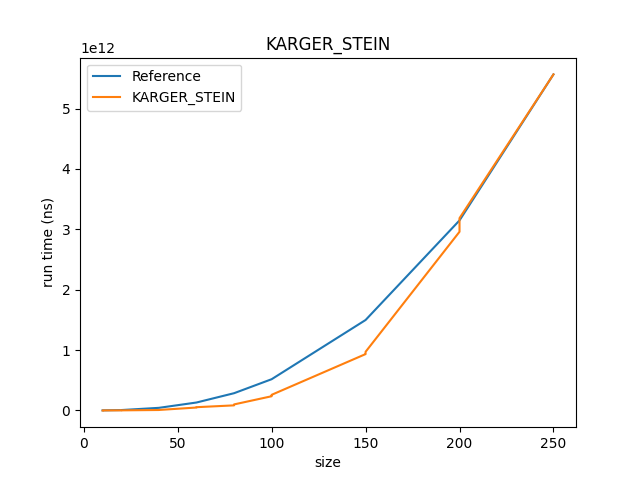 KARGER_STEIN
1e12
Reference
KARGER_STEIN
5
4
3
2
1
0
run time (ns)
0 50 100 150 200 250
size